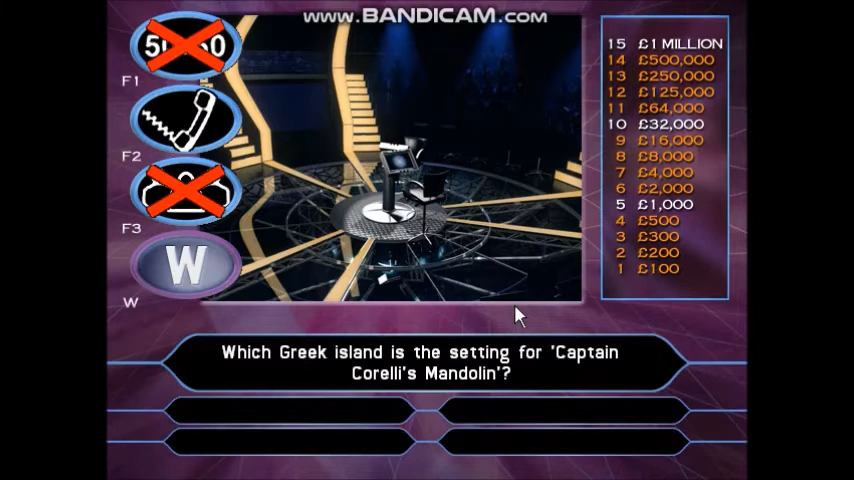 www.BANDICAM.com
F1
F2
F3
W
W
15 £1 MILLION
14 £500,000
13 £250,000
12 £125,000
11 £64,000
10 £32,000
9 £16,000
8 £8,000
7 £4,000
6 £2,000
5 £1,000
4 £500
3 £300
2 £200
1 £100
Which Greek island is the setting for 'Captain
Corelli's Mandolin'?